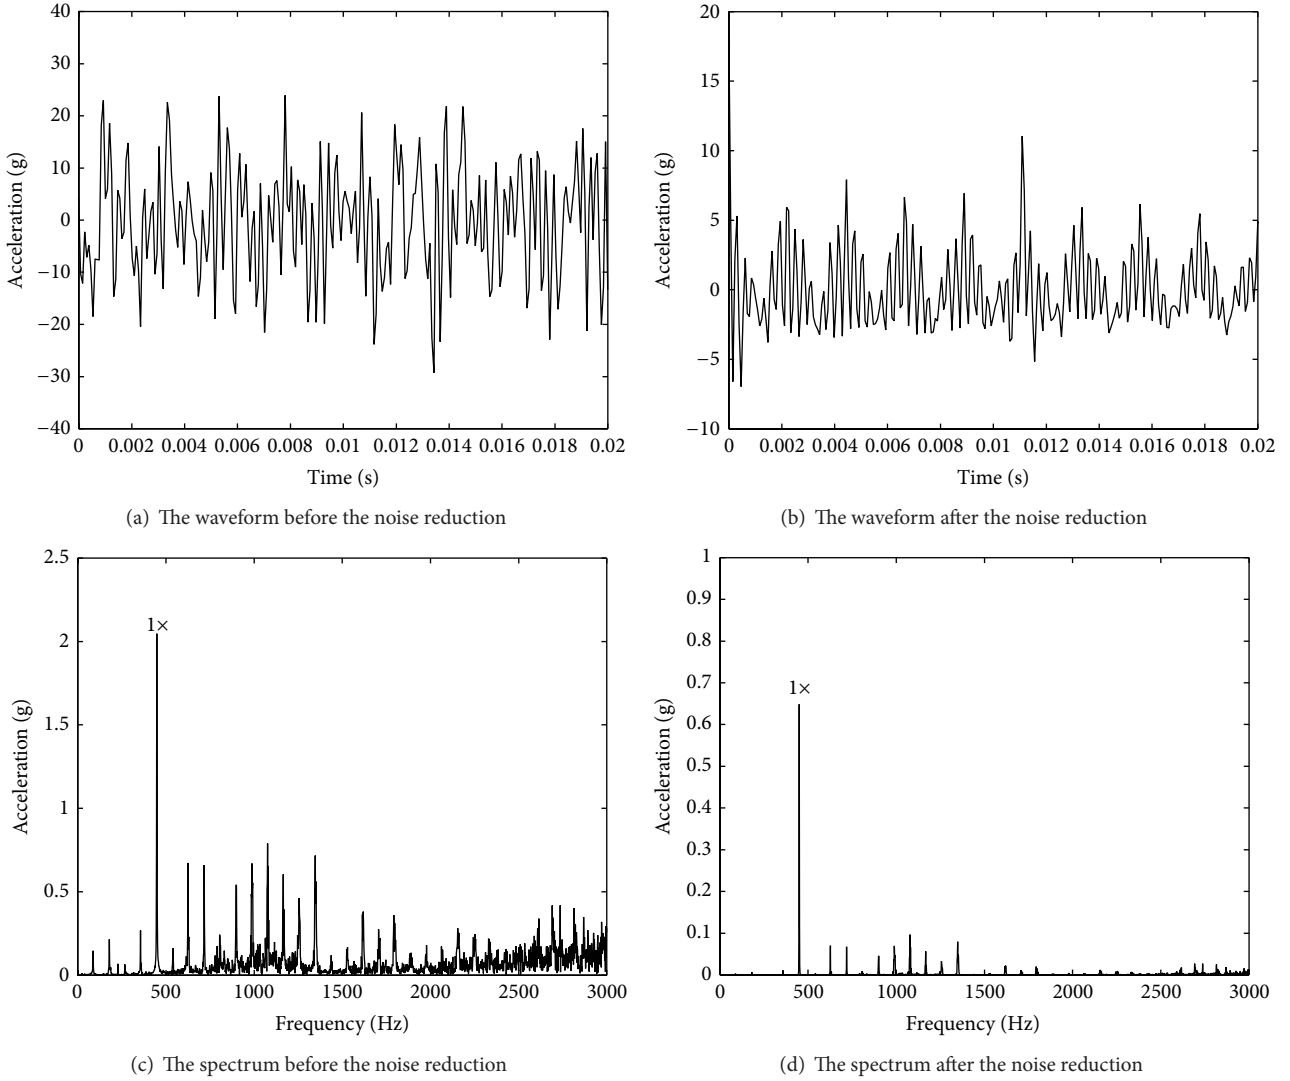 40
30
20
10
0
−10
−20
−30
−40
Acceleration (g)
0 0.002 0.004 0.006 0.008 0.01 0.012 0.014 0.016 0.018 0.02
Time (s)
(a) The waveform before the noise reduction
20
15
10
5
0
−5
−10
Acceleration (g)
0 0.002 0.004 0.006 0.008 0.01 0.012 0.014 0.016 0.018 0.02
Time (s)
(b) The waveform after the noise reduction
2.5
2
1.5
1
0.5
0
Acceleration (g)
1×
0 500 1000 1500 2000 2500 3000
Frequency (Hz)
(c) The spectrum before the noise reduction
1
0.9
0.8
0.7
0.6
0.5
0.4
0.3
0.2
0.1
0
Acceleration (g)
1×
0 500 1000 1500 2000 2500 3000
Frequency (Hz)
(d) The spectrum after the noise reduction